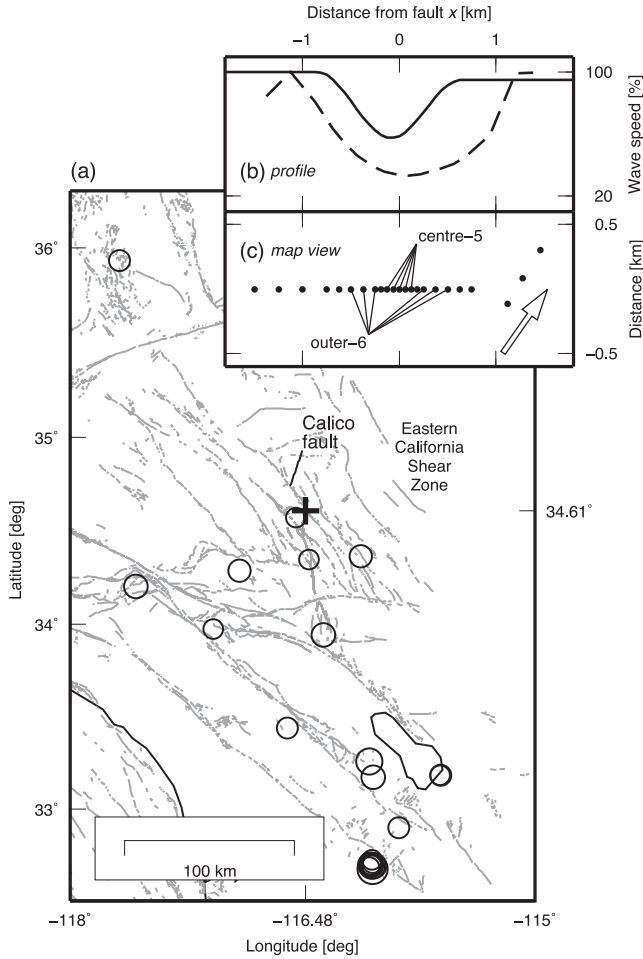 Distance from fault x [km]
−1
0
1
100
20
Wave speed [%]
(b) profile
(a)
(c) map view
centre−5
outer−6
0.5
−0.5
Distance [km]
36°
35°
34°
33°
Latitude [deg]
Calico
fault
Eastern
California
Shear
Zone
34.61°
100 km
−118°
−116.48°
−115°
Longitude [deg]